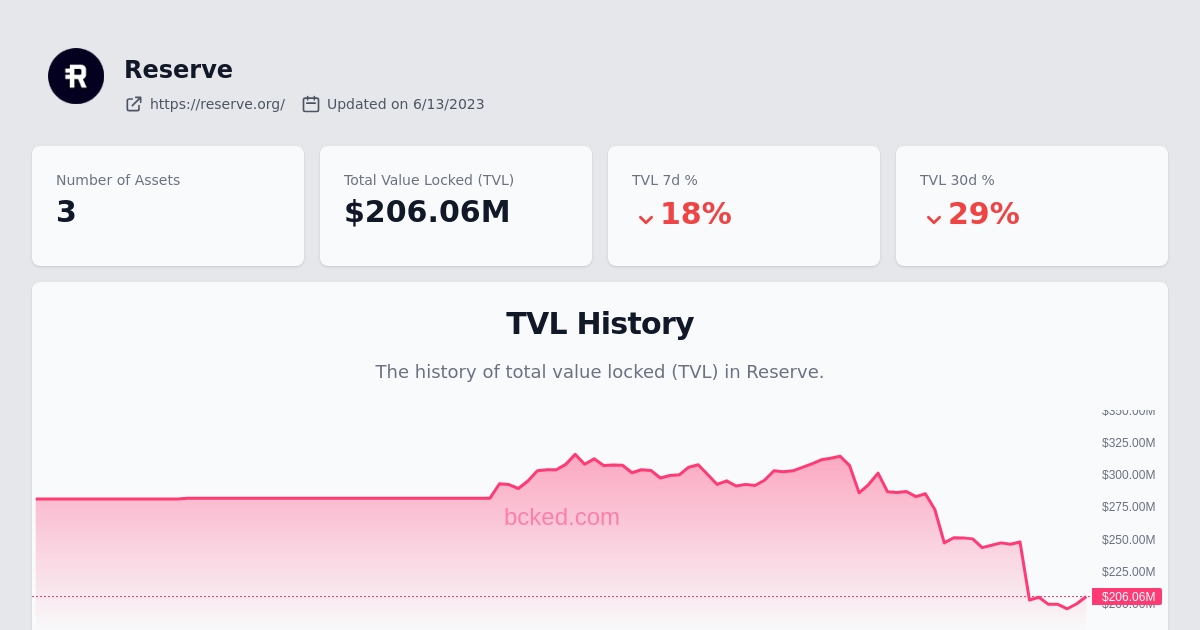 Reserve
https://reserve.org/ Updated on 6/13/2023
Number of Assets
3
Total Value Locked (TVL)
$206.06M
TVL 7d %
18%
TVL 30d %
29%
TVL History
The history of total value locked (TVL) in Reserve.
$350.00M
$325.00M
$300.00M
$275.00M
bcked.com
$250.00M
$225.00M
$206.06M
$200.00M